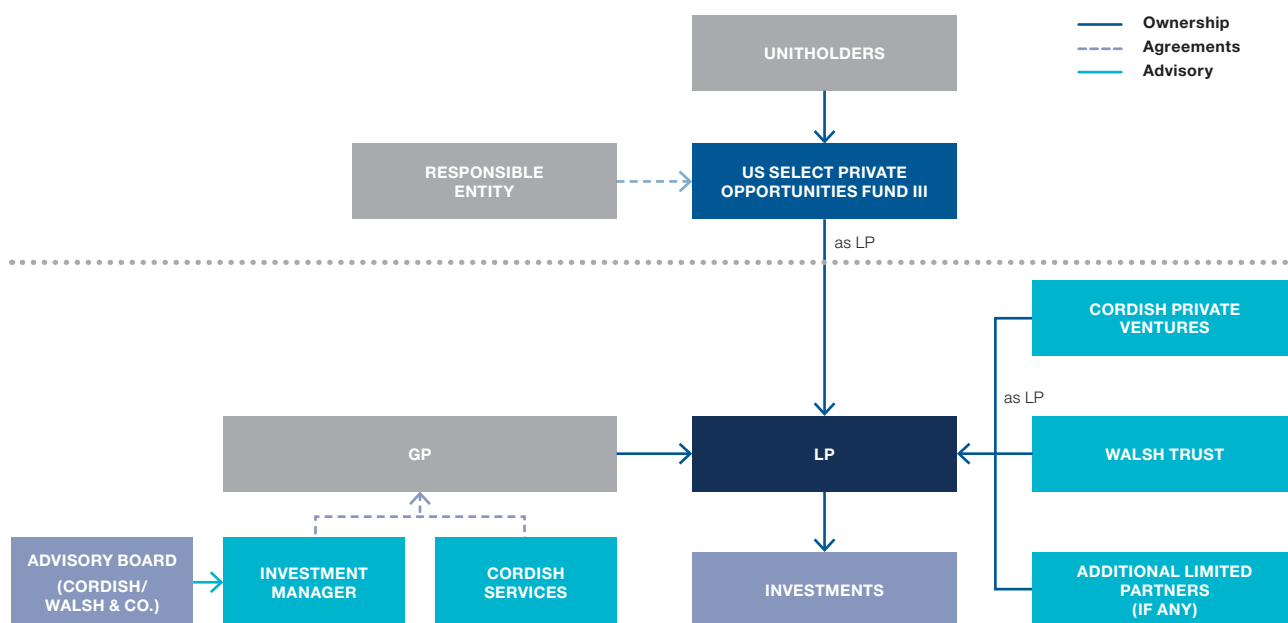 Ownership
Agreements
Advisory
UNITHOLDERS
RESPONSIBLE
ENTITY
US SELECT PRIVATE
OPPORTUNITIES FUND III
as LP
CORDISH PRIVATE
VENTURES
as LP
GP
LP
WALSH TRUST
ADVISORY BOARD
(CORDISH/
WALSH & CO.)
INVESTMENT
MANAGER
CORDISH
SERVICES
INVESTMENTS
ADDITIONAL LIMITED
PARTNERS
(IF ANY)